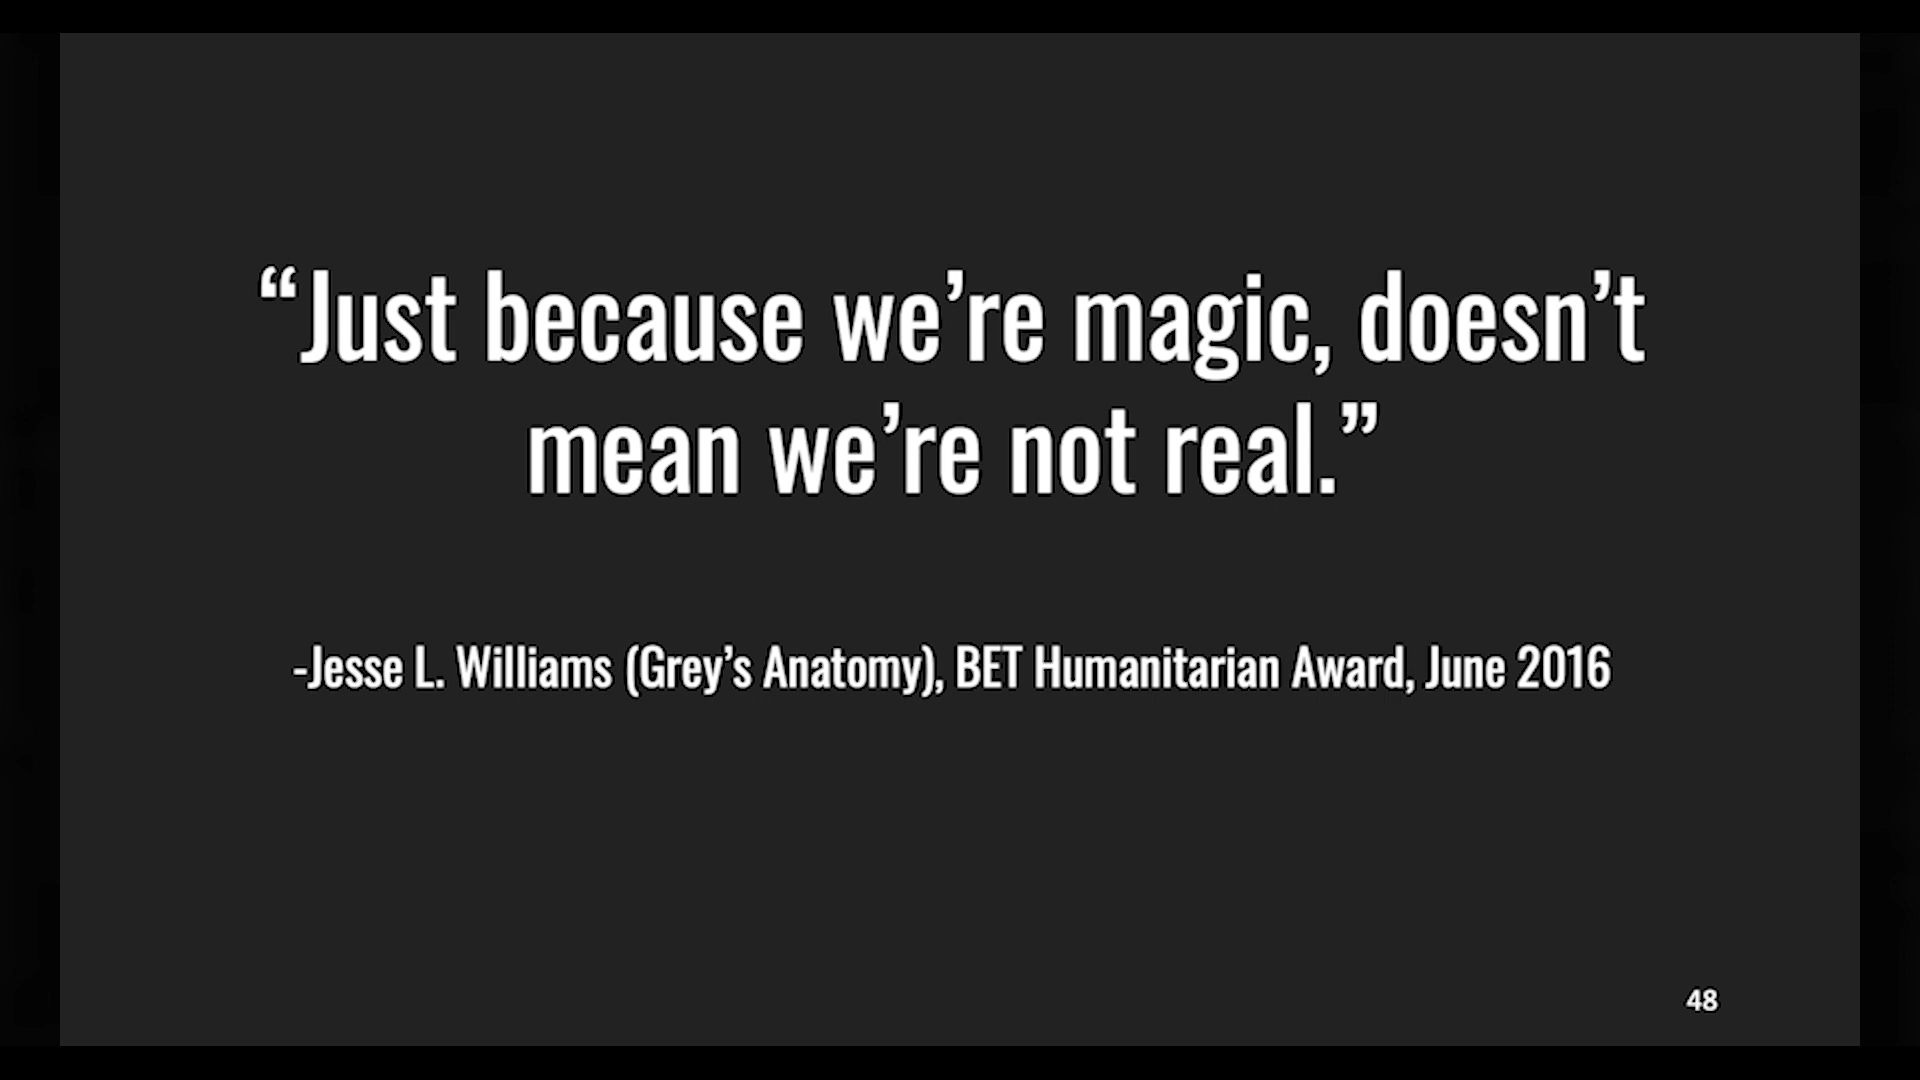 “Just because we’re magic, doesn’t
mean we’re not real.”
-Jesse L. Williams (Grey’s Anatomy), BET Humanitarian Award, June 2016
48